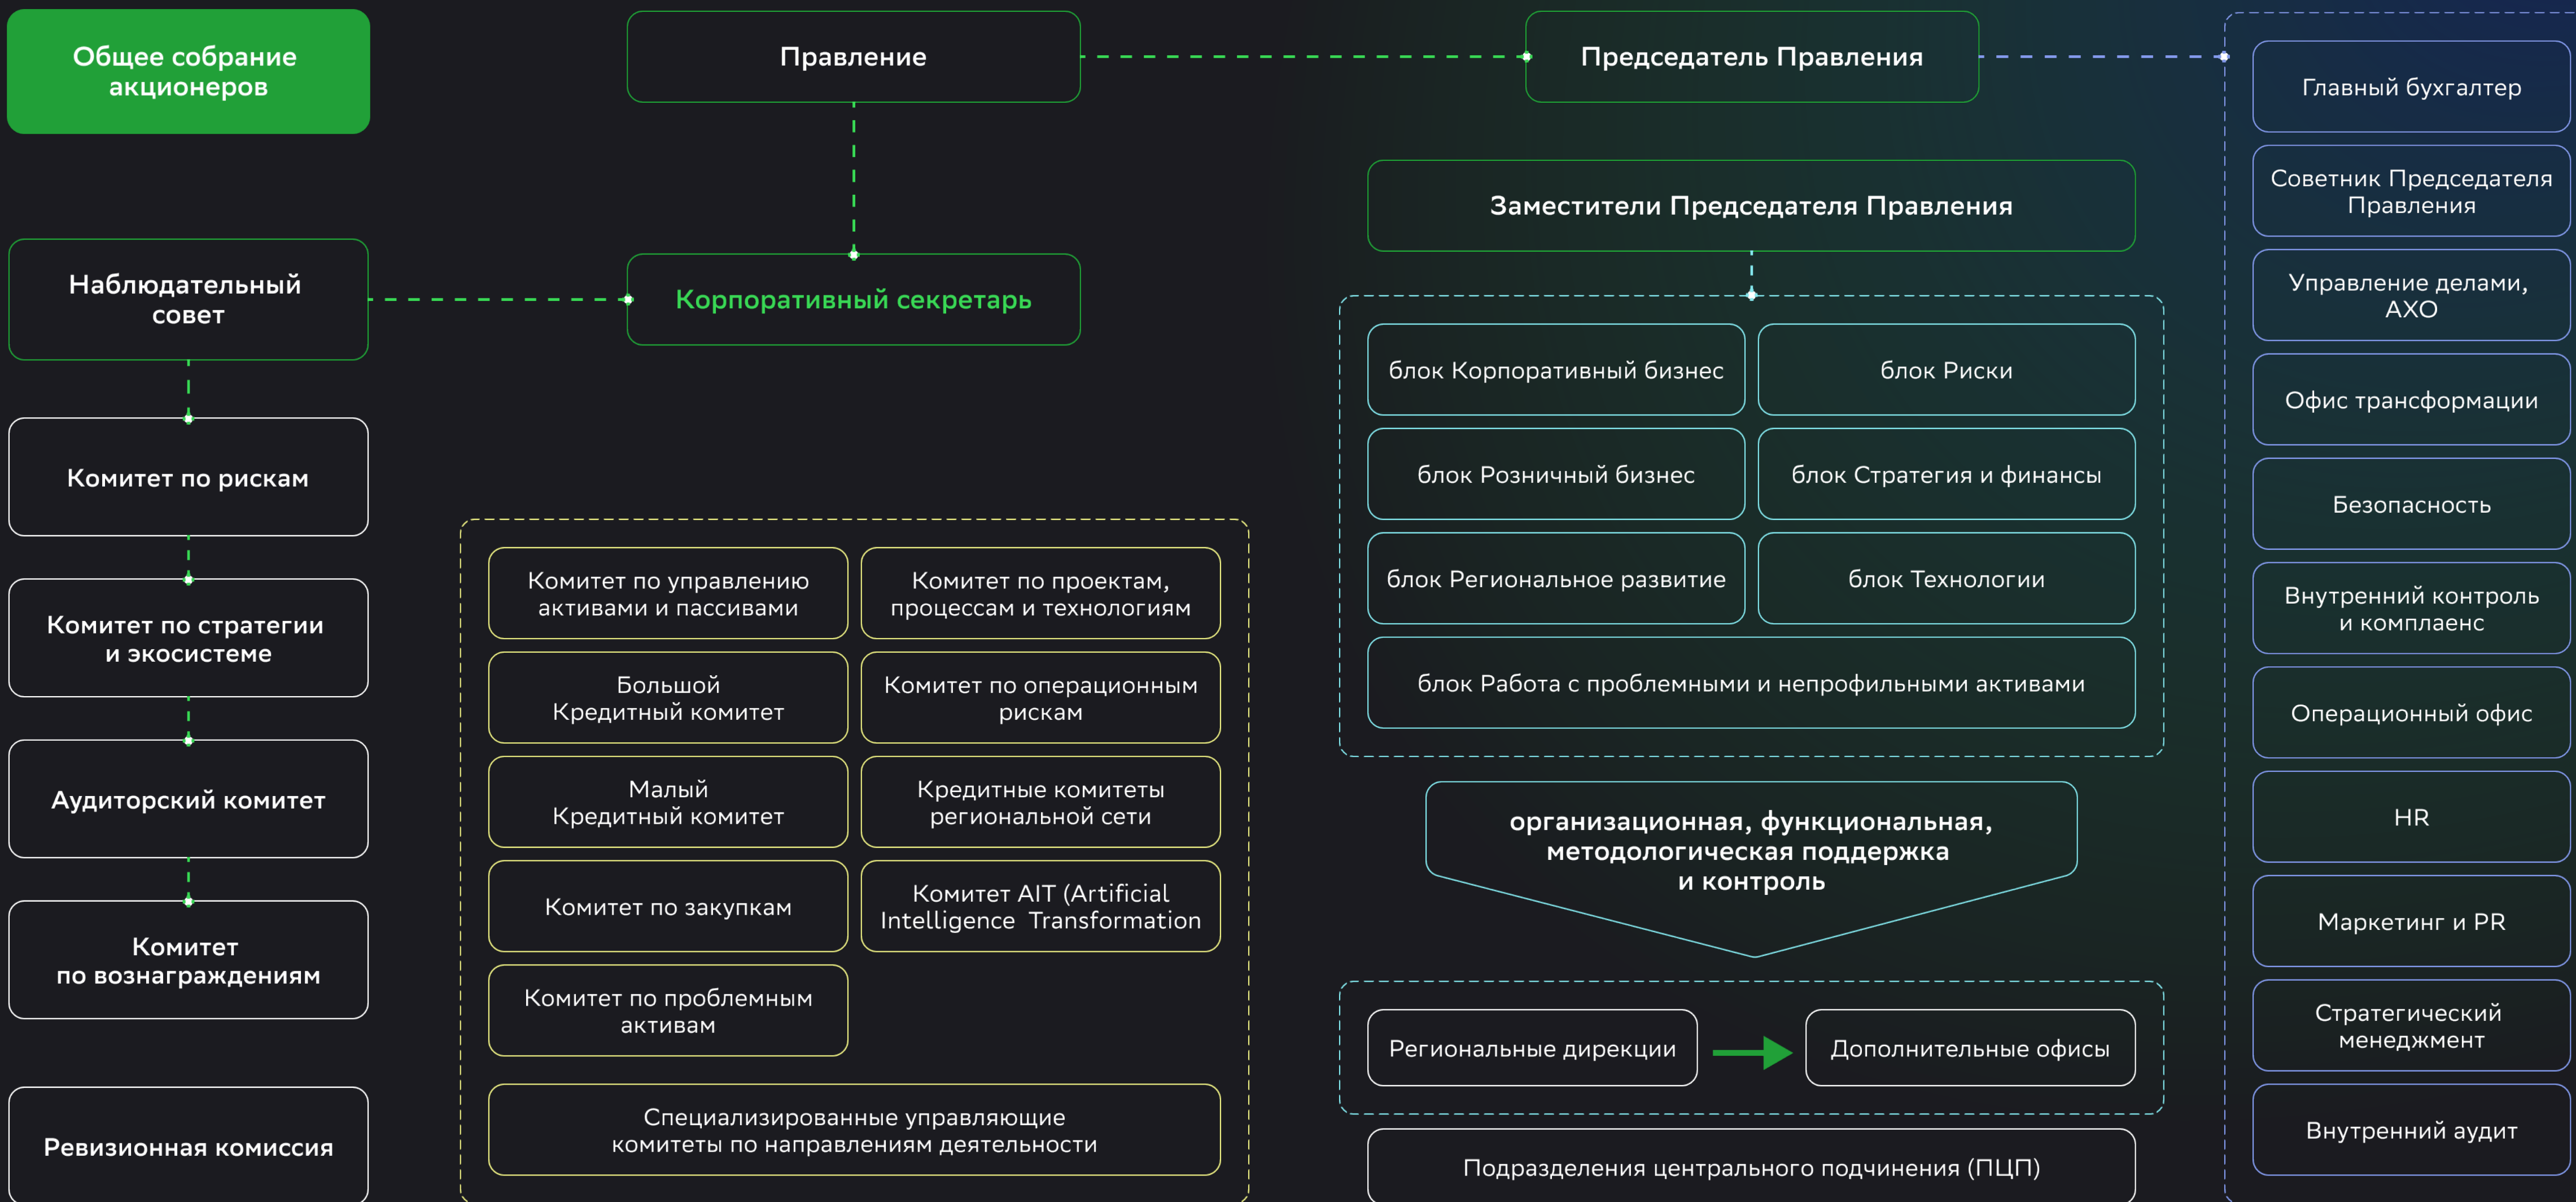 Общее собрание
акционеров
Наблюдательный
совет
Комитет по рискам
Комитет по стратегии
и экосистеме
Аудиторский комитет
Комитет
по вознаграждениям
Ревизионная комиссия
Правление
Корпоративный секретарь
Комитет по управлению
активами и пассивами
Комитет по проектам,
процессам и технологиям
Большой
Кредитный комитет
Комитет по операционным
рискам
Малый
Кредитный комитет
Кредитные комитеты
региональной сети
Комитет по закупкам
Комитет AIT (Artificial
Intelligence Transformation
Комитет по проблемным
активам
Специализированные управляющие
комитеты по направлениям деятельности
Председатель Правления
Заместители Председателя Правления
блок Корпоративный бизнес
блок Риски
блок Розничный бизнес
блок Стратегия и финансы
блок Региональное развитие
блок Технологии
блок Работа с проблемными и непрофильными активами
организационная, функциональная,
методологическая поддержка
и контроль
Региональные дирекции
Дополнительные офисы
Подразделения центрального подчинения (ПЦП)
Главный бухгалтер
Советник Председателя
Правления
Управление делами,
АХО
Офис трансформации
Безопасность
Внутренний контроль
и комплаенс
Операционный офис
HR
Маркетинг и PR
Стратегический
менеджмент
Внутренний аудит